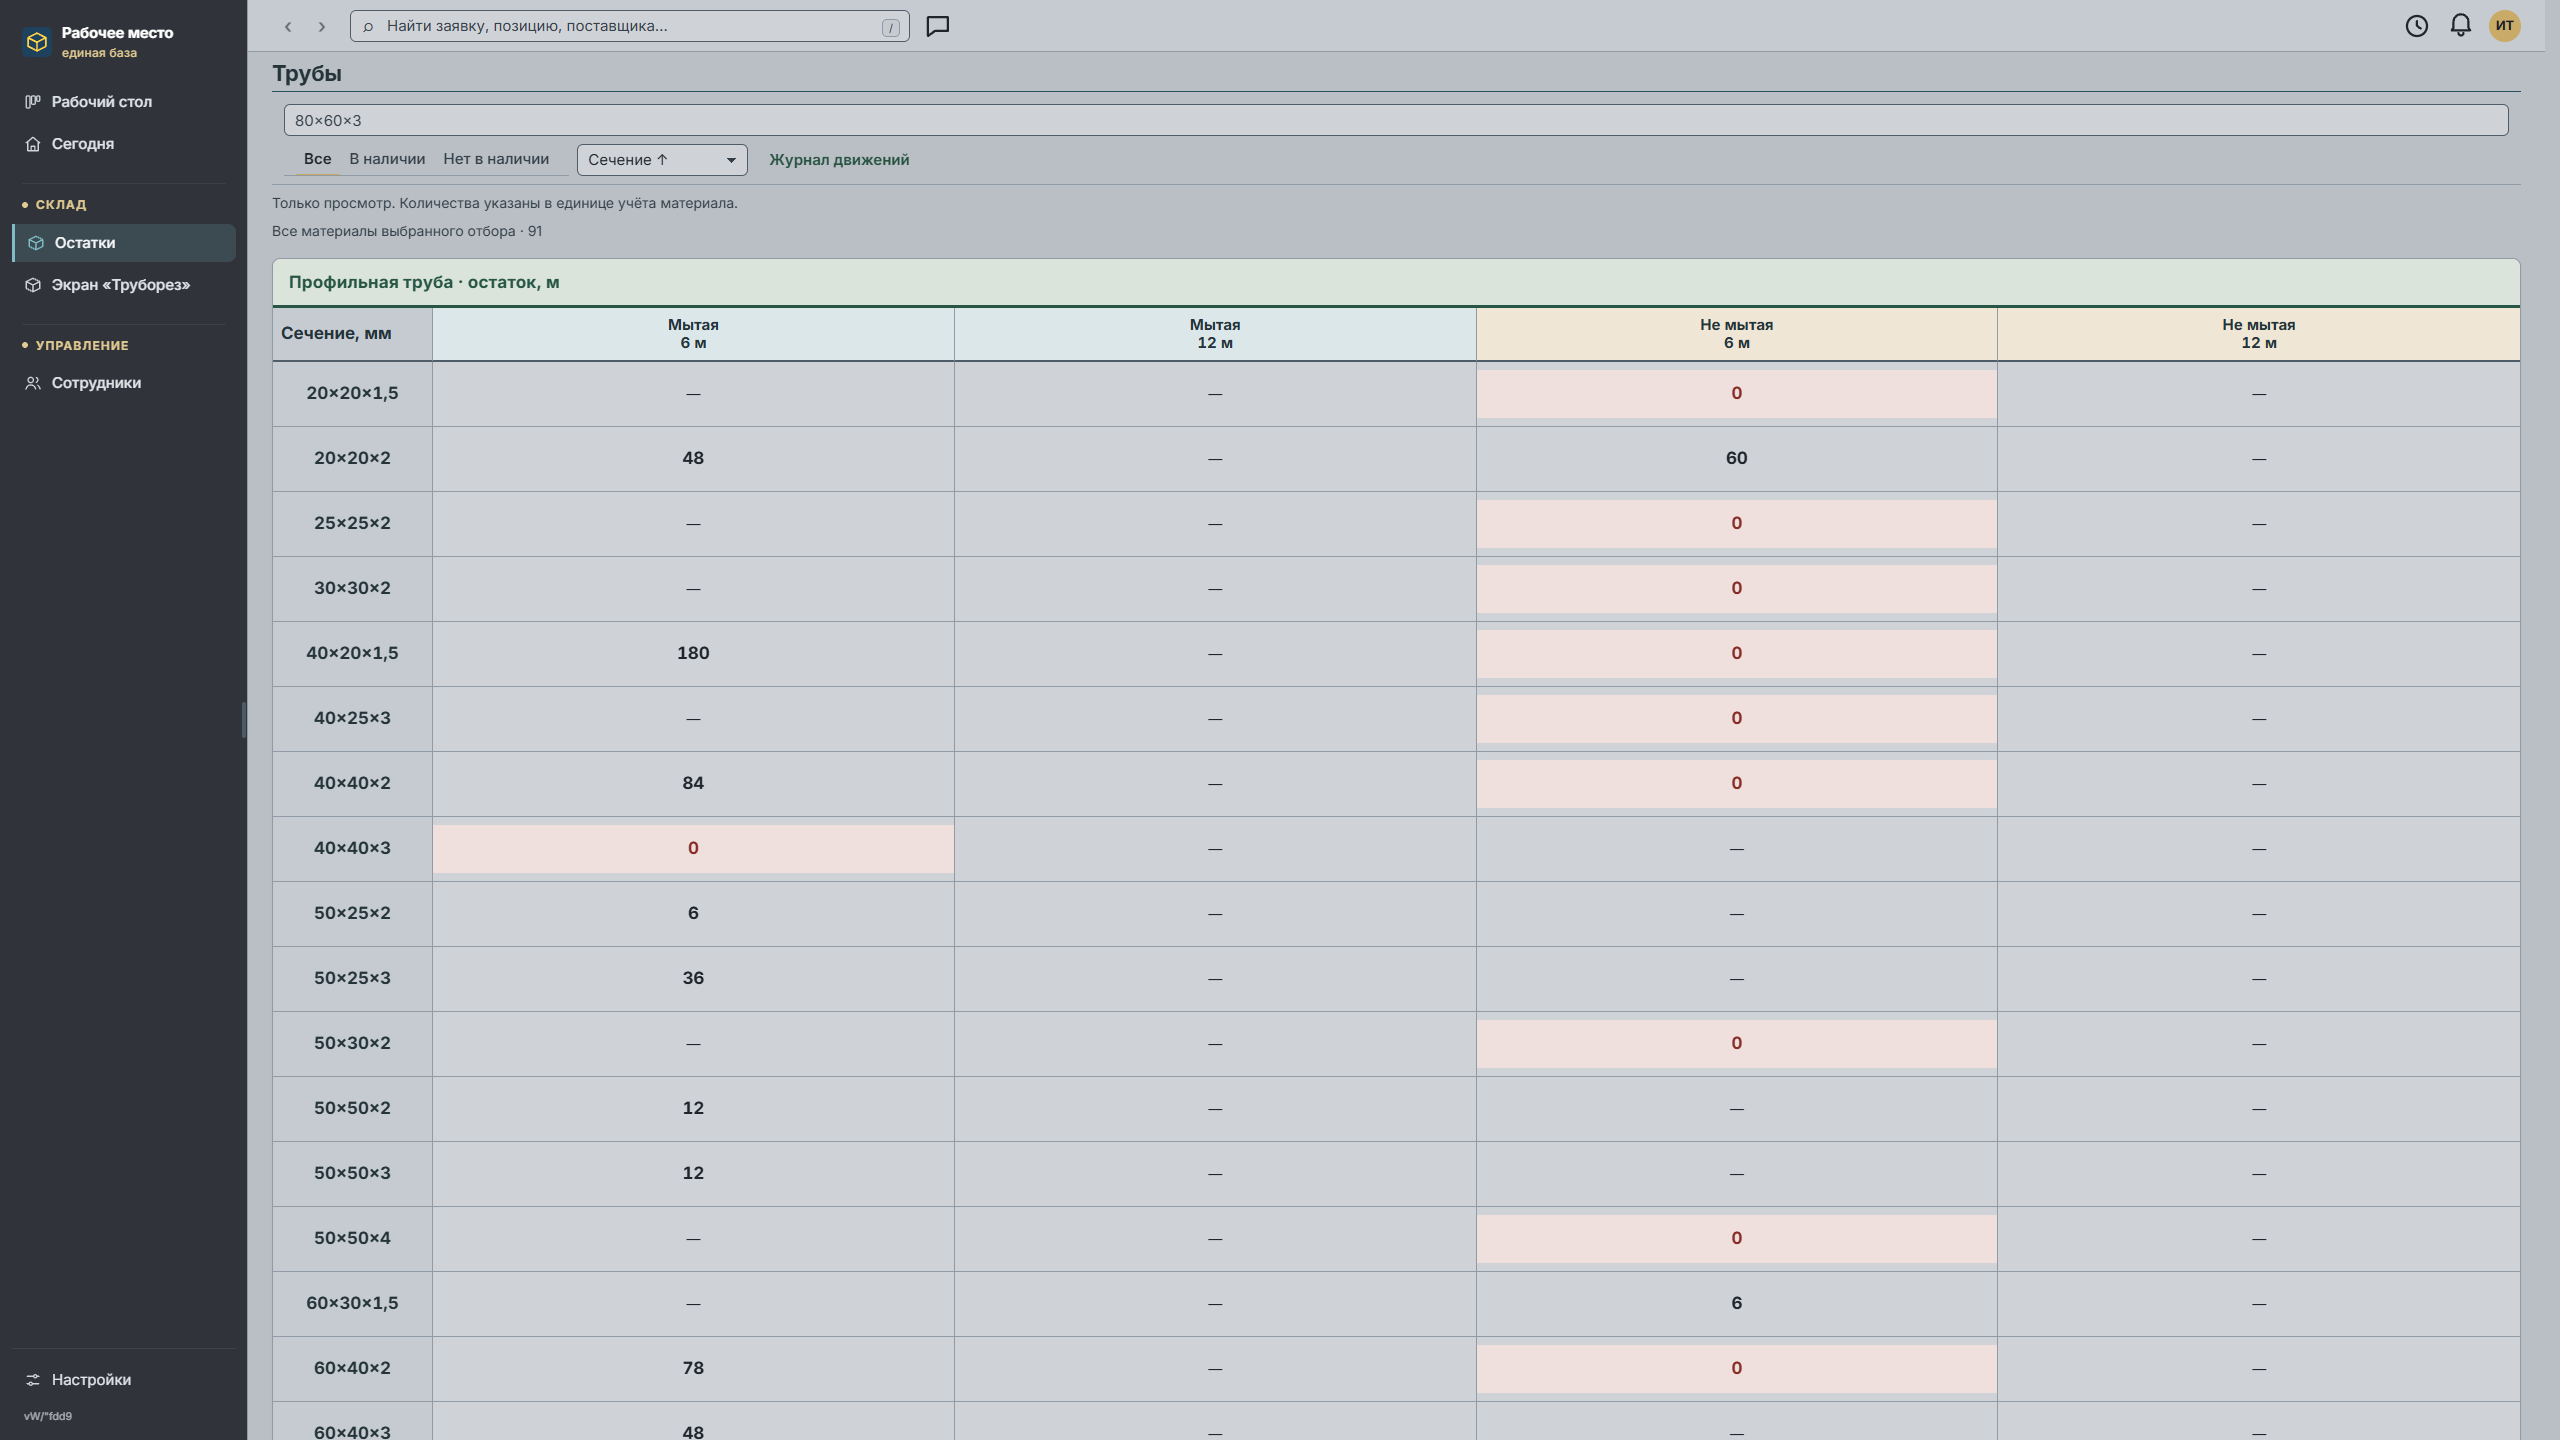 Рабочее место
единая база
Рабочий стол
Сегодня
СКЛАД
Остатки
Экран «Труборез»
УПРАВЛЕНИЕ
Сотрудники
Настройки
vW/"fdd9
Найти заявку, позицию, поставщика... /
ИТ
Трубы
80×60×3
Все В наличии Нет в наличии Сечение ↑ Журнал движений
Только просмотр. Количества указаны в единице учёта материала.
Все материалы выбранного отбора · 91
Профильная труба · остаток, м
Сечение, мм Мытая 6 м Мытая 12 м Не мытая 6 м Не мытая 12 м
20×20×1,5 — — 0 —
20×20×2 48 — 60 —
25×25×2 — — 0 —
30×30×2 — — 0 —
40×20×1,5 180 — 0 —
40×25×3 — — 0 —
40×40×2 84 — 0 —
40×40×3 0 — — —
50×25×2 6 — — —
50×25×3 36 — — —
50×30×2 — — 0 —
50×50×2 12 — — —
50×50×3 12 — — —
50×50×4 — — 0 —
60×30×1,5 — — 6 —
60×40×2 78 — 0 —
60×40×3 48 — — —